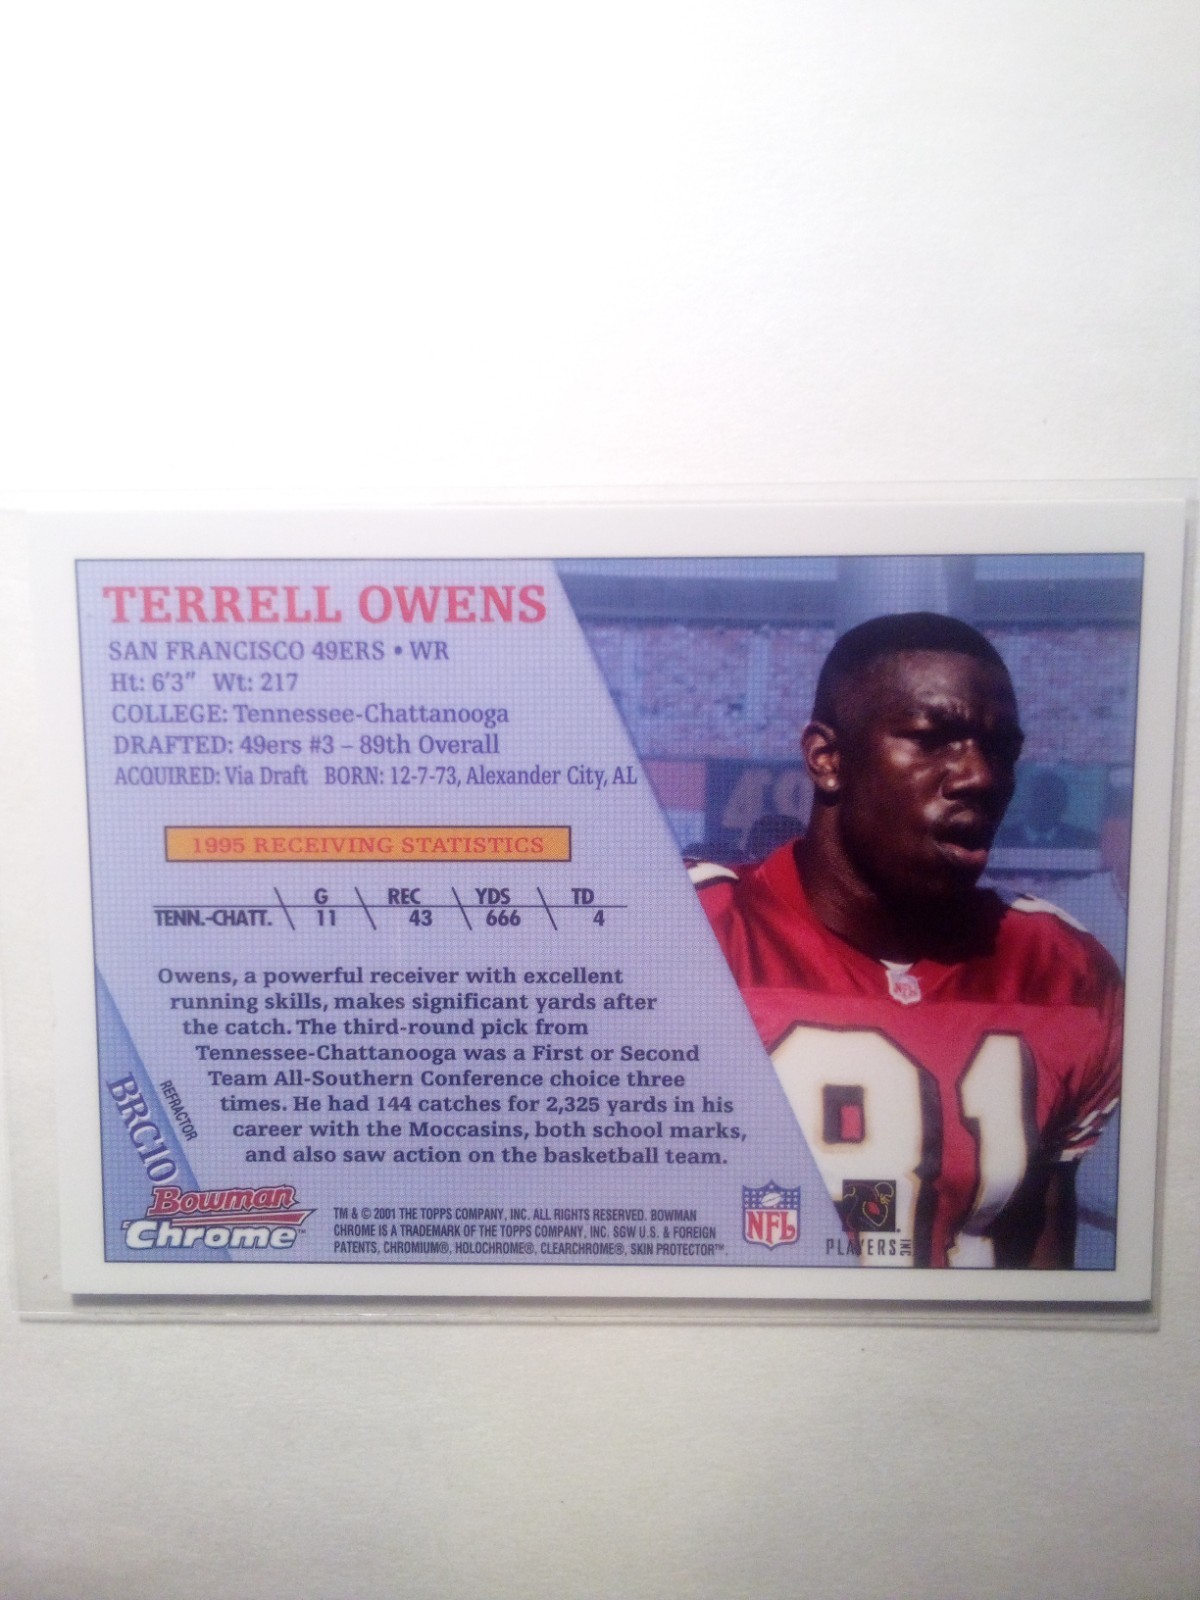 TERRELL OWENS
SAN FRANCISCO 49ERS • WR
Ht: 6'3" Wt: 217
COLLEGE: Tennessee-Chattanooga
DRAFTED: 49ers #3 – 89th Overall
ACQUIRED: Via Draft BORN: 12-7-73, Alexander City, AL
1995 RECEIVING STATISTICS
G REC YDS TD
TENN.-CHATT. 11 43 666 4
Owens, a powerful receiver with excellent
running skills, makes significant yards after
the catch. The third-round pick from
Tennessee-Chattanooga was a First or Second
Team All-Southern Conference choice three
times. He had 144 catches for 2,325 yards in his
career with the Moccasins, both school marks,
and also saw action on the basketball team.
BRC10
REFRACTOR
Bowman
Chrome™
TM & © 2001 THE TOPPS COMPANY, INC. ALL RIGHTS RESERVED. BOWMAN
CHROME IS A TRADEMARK OF THE TOPPS COMPANY, INC. SGW U.S. & FOREIGN
PATENTS, CHROMIUM®, HOLOCHROME®, CLEARCHROME®, SKIN PROTECTOR™.
NFL
PLAYERS INC
49
NFL
81